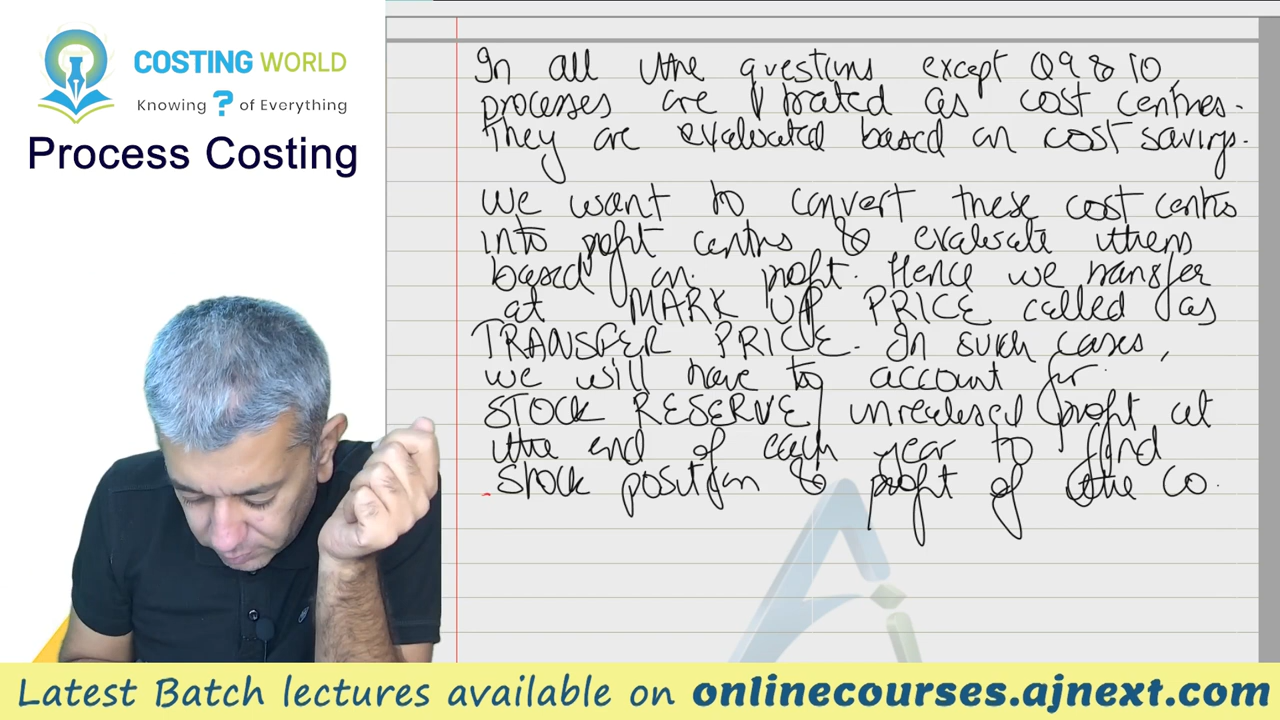 COSTING WORLD
Knowing ? of Everything
Process Costing
In all the questions except Q9 & 10,
processes are treated as cost centres.
They are evaluated based on cost savings.
We want to convert these cost centres
into profit centres & evaluate them
based on profit. Hence we transfer
at MARK UP PRICE called as
TRANSFER PRICE. In such cases,
we will have to account for
STOCK RESERVE / unrealised profit at
the end of each year to find
stock position & profit of the co.
Latest Batch lectures available on onlinecourses.ajnext.com